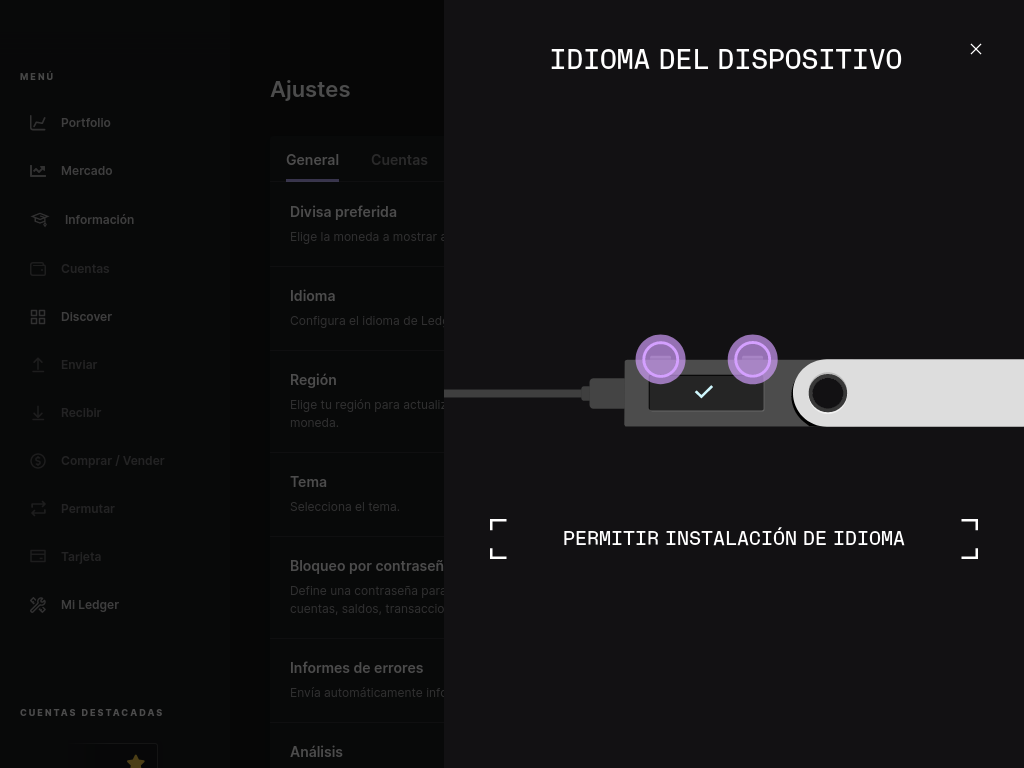 MENÚ
Portfolio
Mercado
Información
Cuentas
Discover
Enviar
Recibir
Comprar / Vender
Permutar
Tarjeta
Mi Ledger
CUENTAS DESTACADAS
Ajustes
General Cuentas
Divisa preferida
Elige la moneda a mostrar
Idioma
Configura el idioma de Led
Región
Elige tu región para actualiz
moneda.
Tema
Selecciona el tema.
Bloqueo por contraseñ
Define una contraseña para
cuentas, saldos, transaccio
Informes de errores
Envía automáticamente info
Análisis
IDIOMA DEL DISPOSITIVO
PERMITIR INSTALACIÓN DE IDIOMA